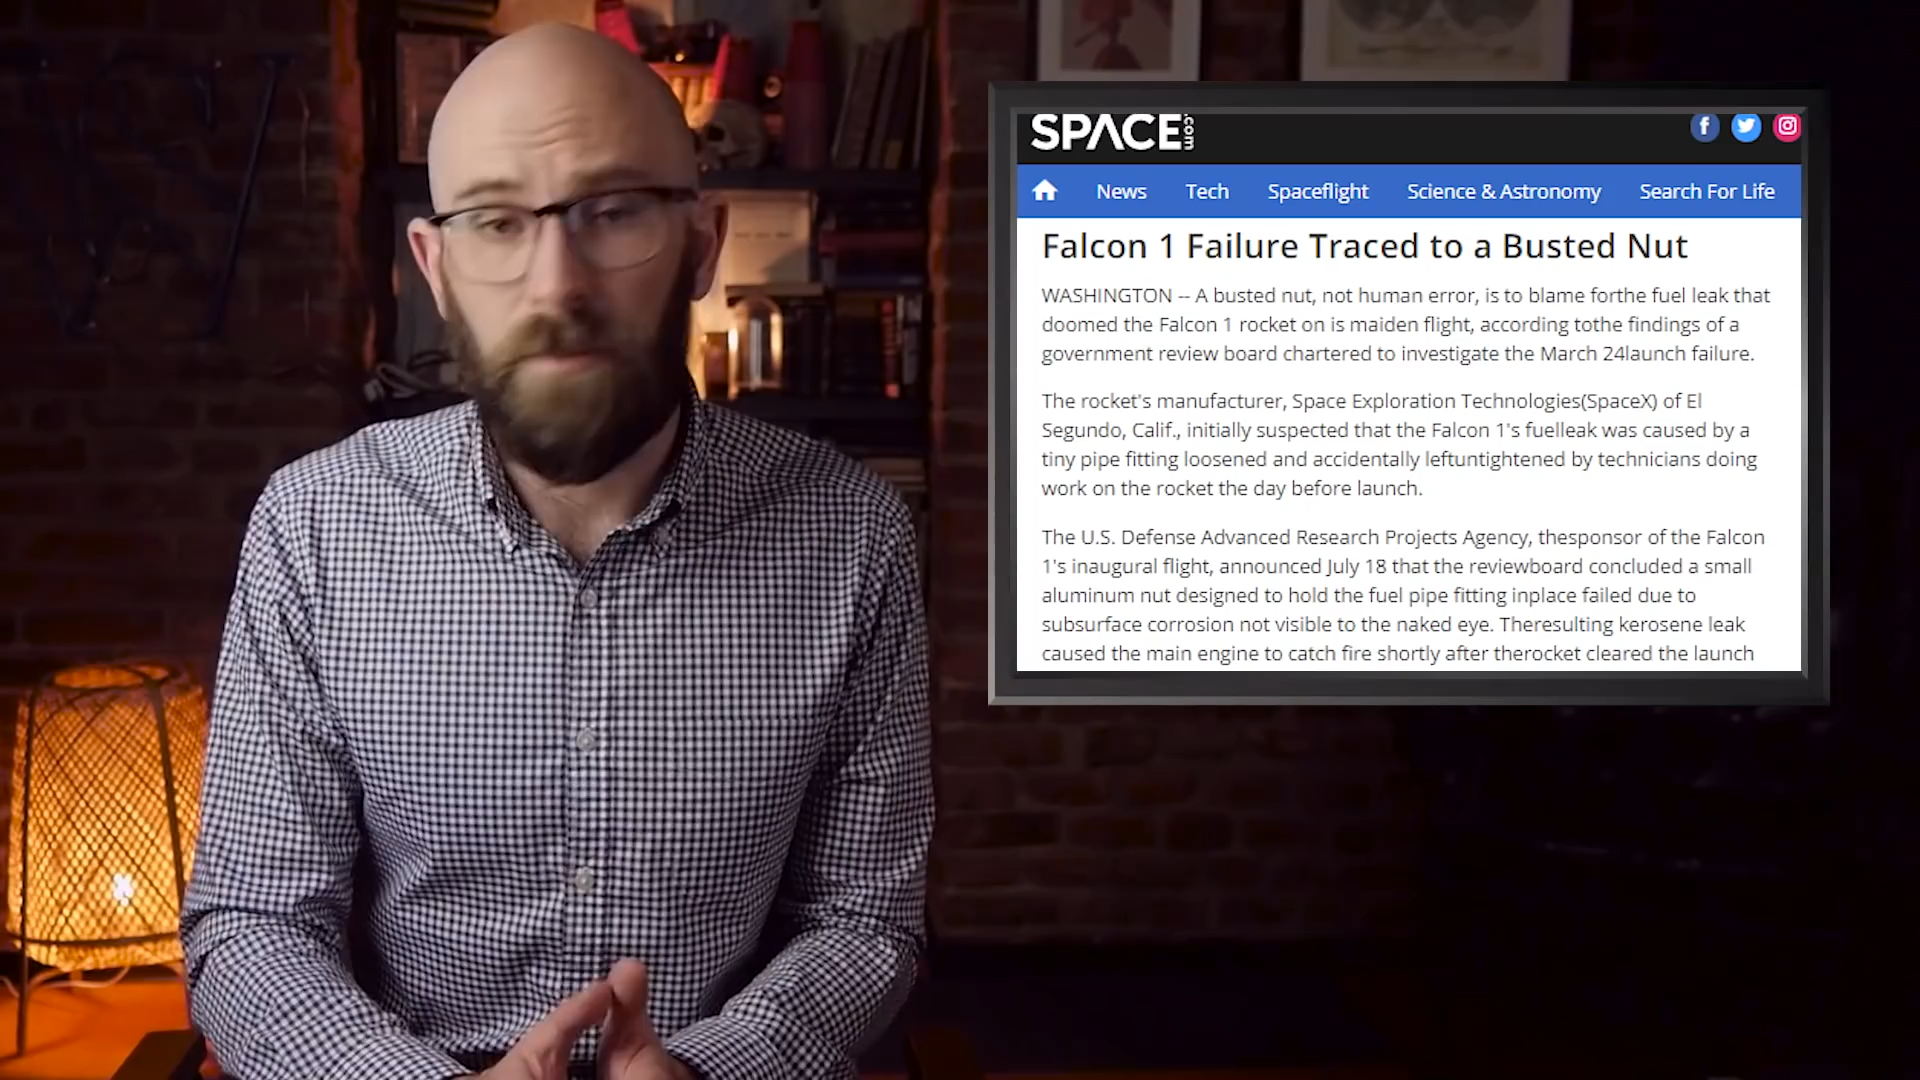 SPACE.com
News Tech Spaceflight Science & Astronomy Search For Life
Falcon 1 Failure Traced to a Busted Nut
WASHINGTON -- A busted nut, not human error, is to blame forthe fuel leak that
doomed the Falcon 1 rocket on is maiden flight, according tothe findings of a
government review board chartered to investigate the March 24launch failure.
The rocket's manufacturer, Space Exploration Technologies(SpaceX) of El
Segundo, Calif., initially suspected that the Falcon 1's fuelleak was caused by a
tiny pipe fitting loosened and accidentally leftuntightened by technicians doing
work on the rocket the day before launch.
The U.S. Defense Advanced Research Projects Agency, thesponsor of the Falcon
1's inaugural flight, announced July 18 that the reviewboard concluded a small
aluminum nut designed to hold the fuel pipe fitting inplace failed due to
subsurface corrosion not visible to the naked eye. Theresulting kerosene leak
caused the main engine to catch fire shortly after therocket cleared the launch